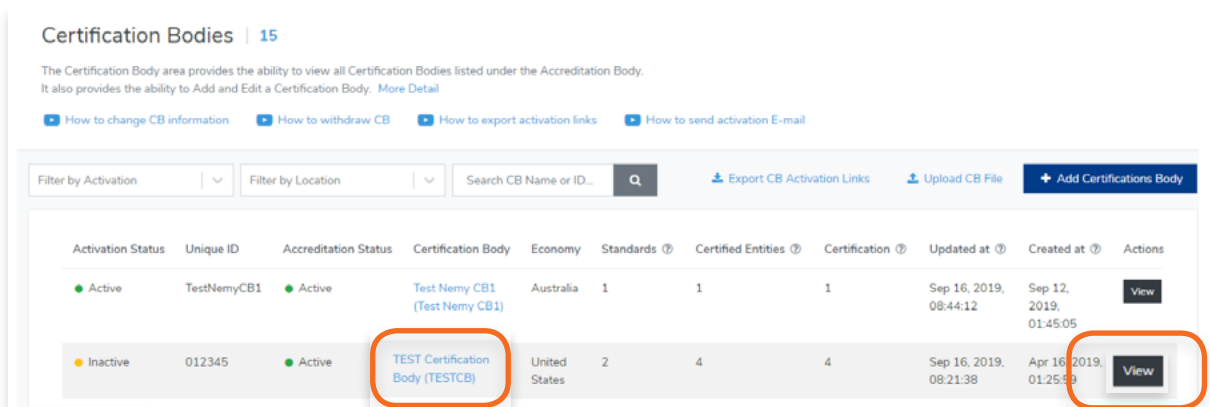 Certification Bodies | 15
The Certification Body area provides the ability to view all Certification Bodies listed under the Accreditation Body.
It also provides the ability to Add and Edit a Certification Body. More Detail
How to change CB information How to withdraw CB How to export activation links How to send activation E-mail
Filter by Activation Filter by Location Search CB Name or ID... Export CB Activation Links Upload CB File + Add Certifications Body
Activation Status Unique ID Accreditation Status Certification Body Economy Standards Certified Entities Certification Updated at Created at Actions
Active TestNemyCB1 Active Test Nemy CB1 Australia 1 1 1 Sep 16, 2019, Sep 12, View
(Test Nemy CB1) 08:44:12 2019,
01:45:05
Inactive 012345 Active TEST Certification United 2 4 4 Sep 16, 2019, Apr 16, 2019, View
Body (TESTCB) States 08:21:38 01:25:59